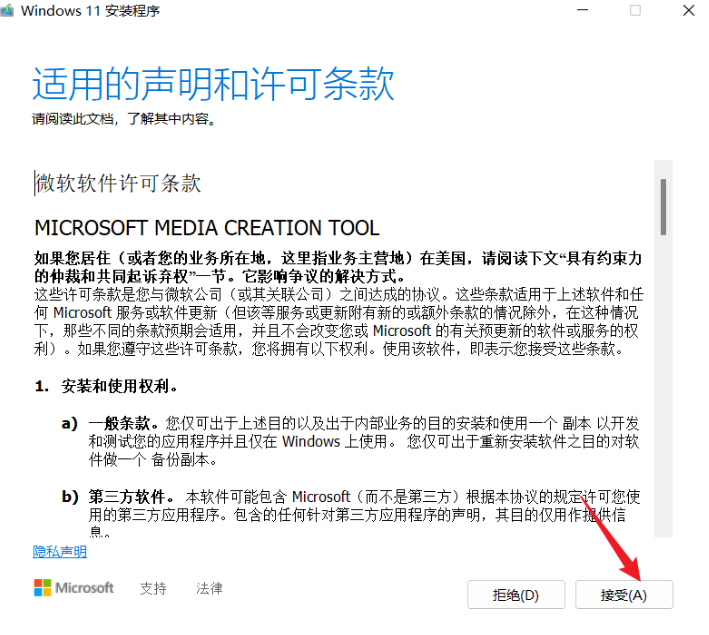 Windows 11 安装程序
适用的声明和许可条款
请阅读此文档，了解其中内容。
微软软件许可条款
MICROSOFT MEDIA CREATION TOOL
如果您居住（或者您的业务所在地，这里指业务主营地）在美国，请阅读下文“具有约束力
的仲裁和共同起诉弃权”一节。它影响争议的解决方式。
这些许可条款是您与微软公司（或其关联公司）之间达成的协议。这些条款适用于上述软件和任
何 Microsoft 服务或软件更新（但该等服务或更新附有新的或额外条款的情况除外，在这种情况
下，那些不同的条款预期会适用，并且不会改变您或 Microsoft 的有关预更新的软件或服务的权
利）。如果您遵守这些许可条款，您将拥有以下权利。使用该软件，即表示您接受这些条款。
1. 安装和使用权利。
a) 一般条款。您仅可出于上述目的以及出于内部业务的目的安装和使用一个 副本 以开发
和测试您的应用程序并且仅在 Windows 上使用。 您仅可出于重新安装软件之目的对软
件做一个 备份副本。
b) 第三方软件。 本软件可能包含 Microsoft（而不是第三方）根据本协议的规定许可您使
用的第三方应用程序。包含的任何针对第三方应用程序的声明，其目的仅用作提供信
息。
隐私声明
Microsoft 支持 法律
拒绝(D) 接受(A)